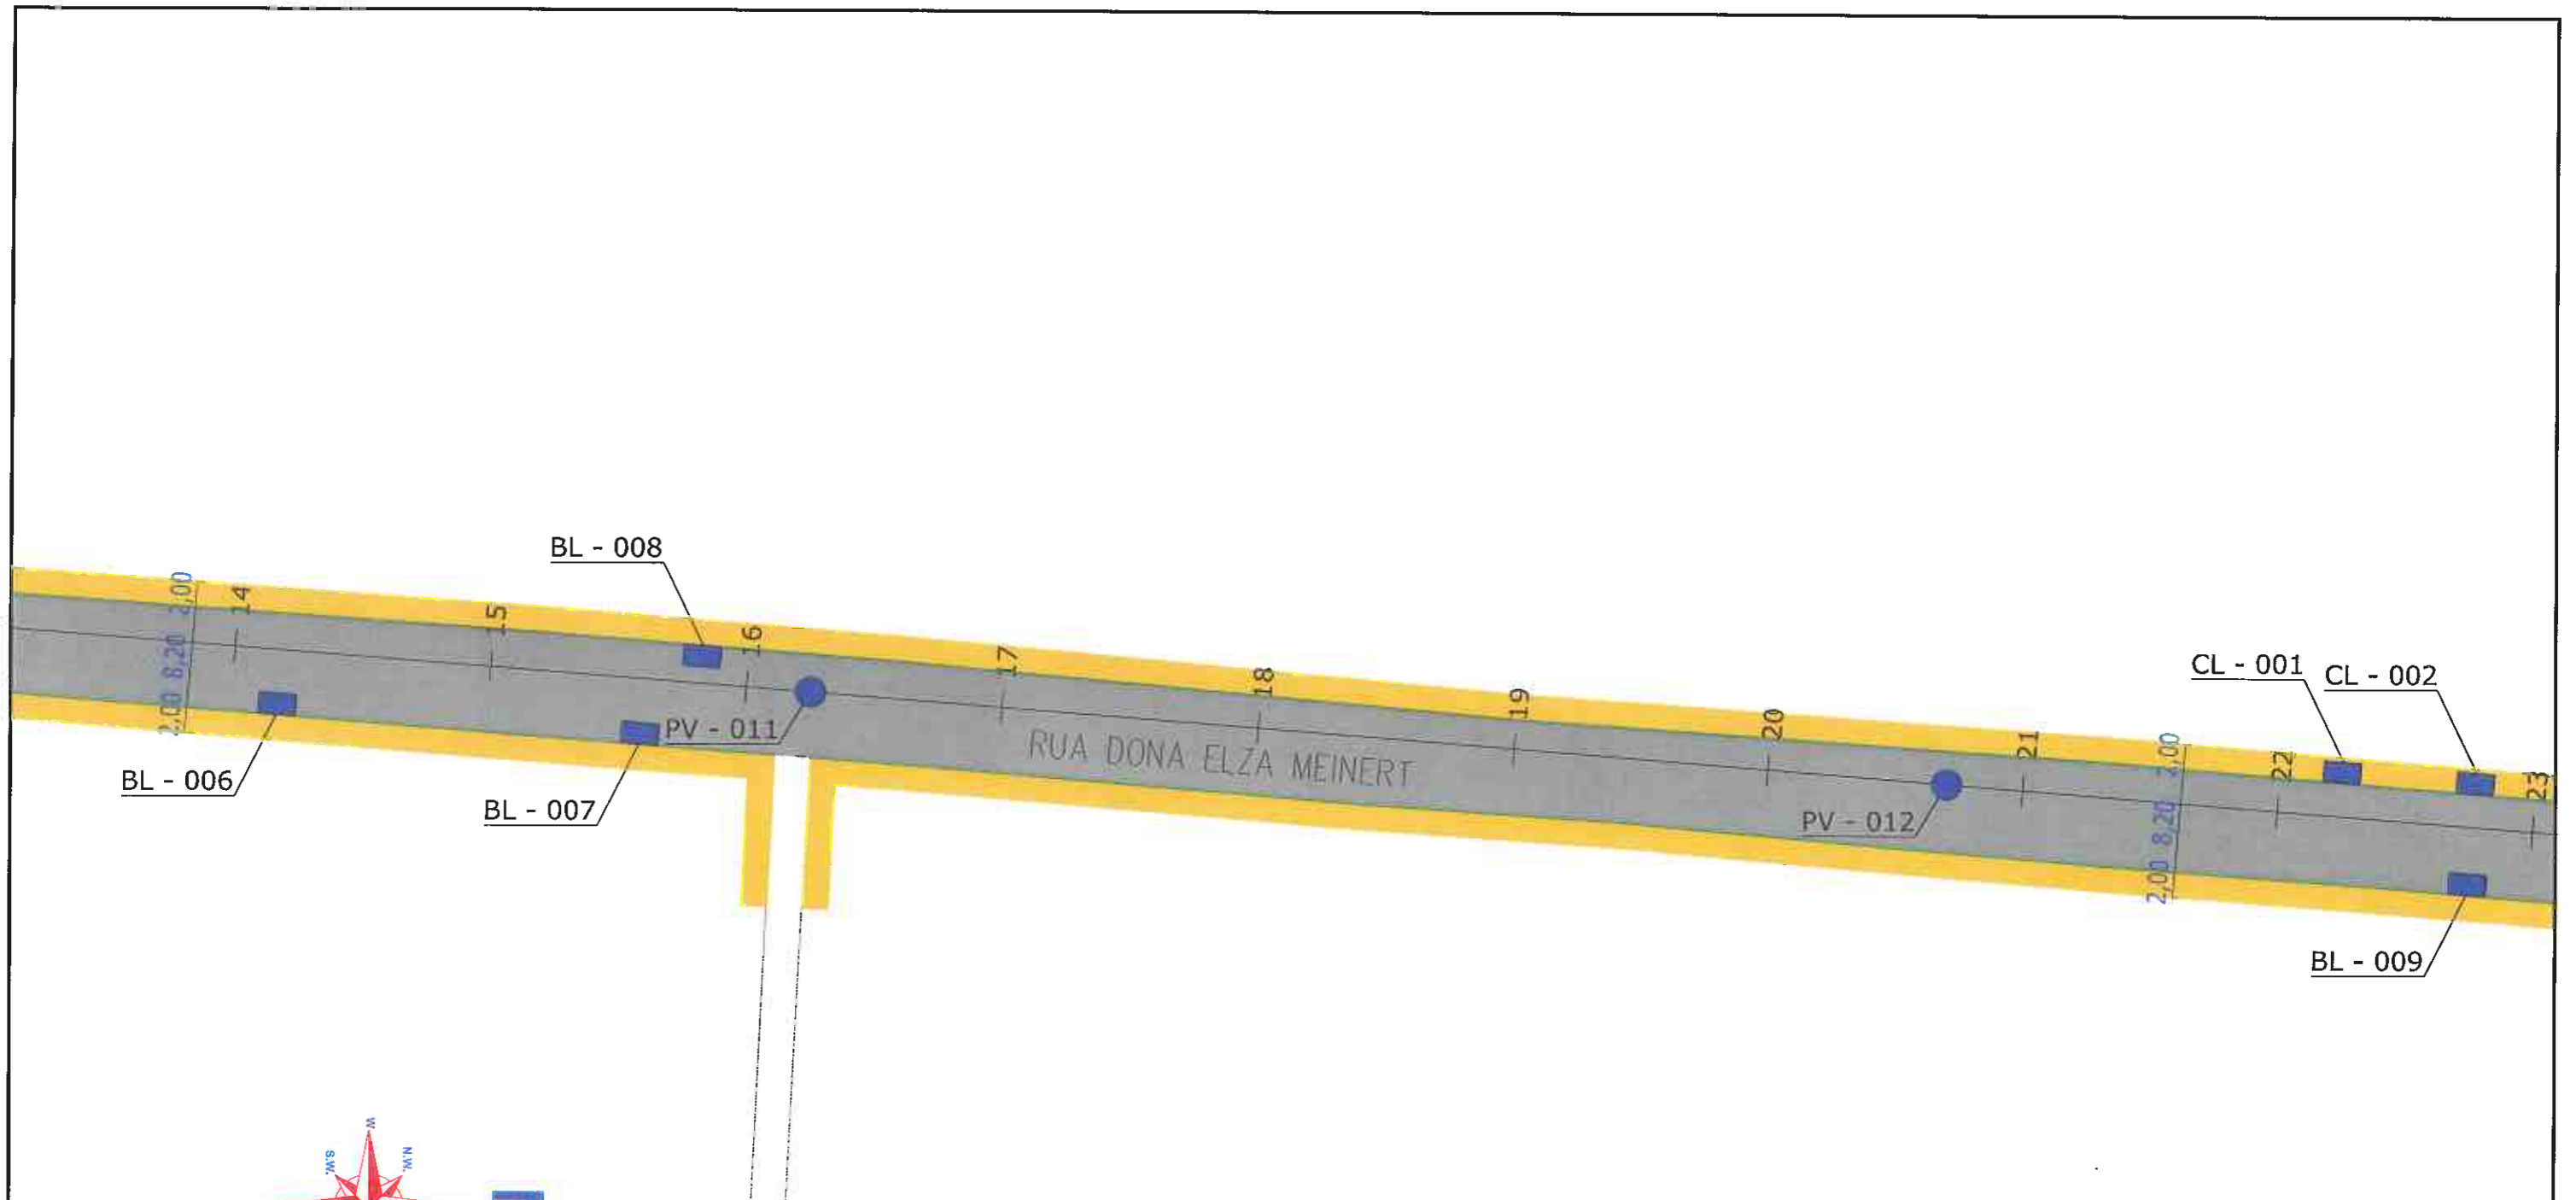 BL - 008
2,00
14
15
16
17
18
19
20
21
22
23
8,20
2,00
PV - 011
RUA DONA ELZA MEINERT
CL - 001
CL - 002
2,00
8,20
2,00
PV - 012
BL - 006
BL - 007
BL - 009
W
S.W.
N.W.